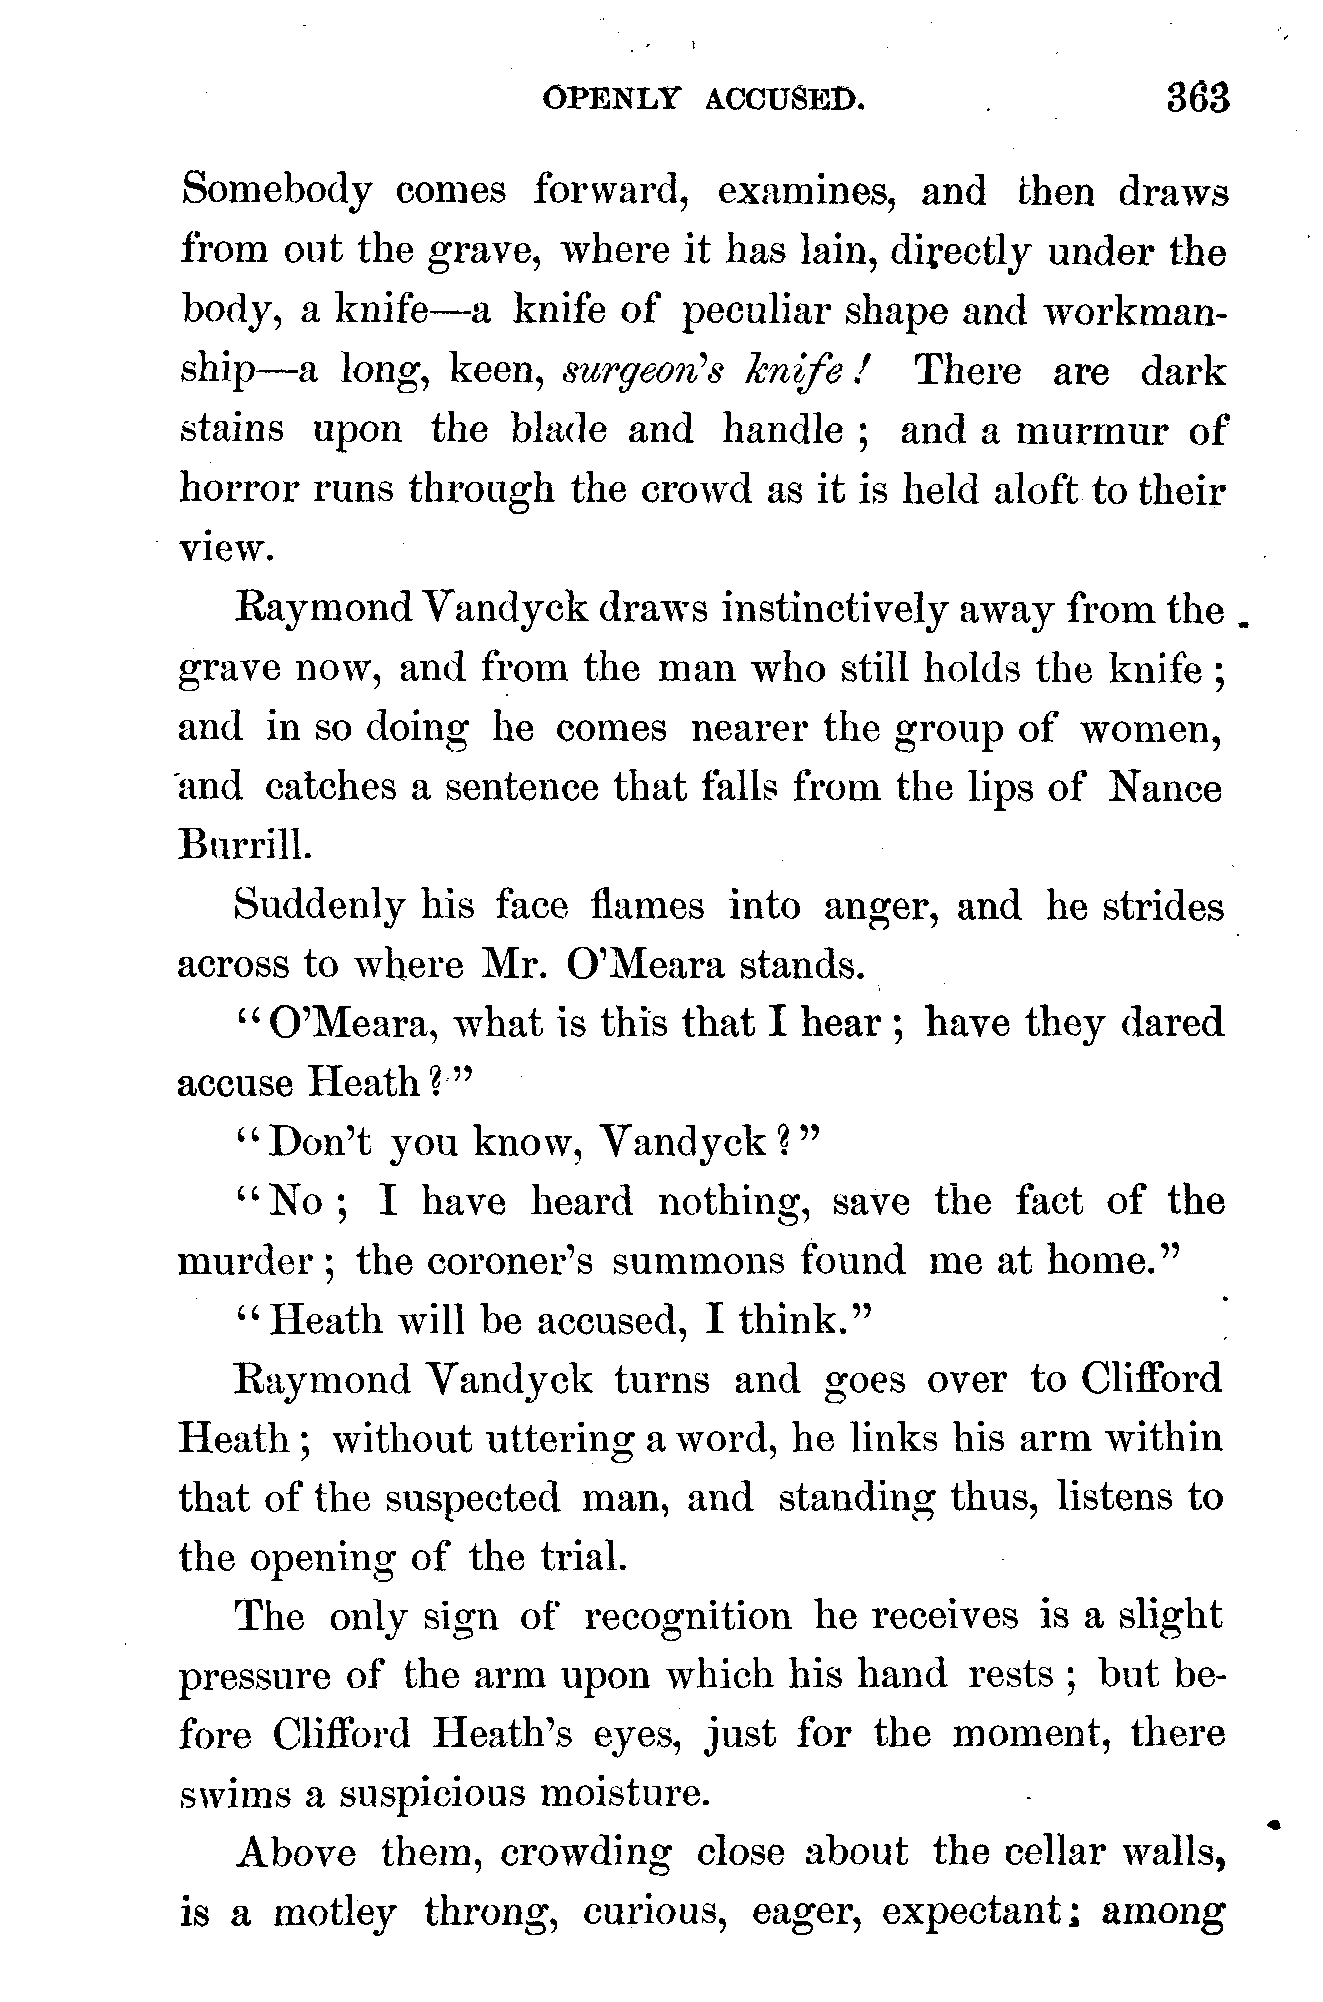 OPENLY ACCUSED. 363
Somebody comes forward, examines, and then draws
from out the grave, where it has lain, directly under the
body, a knife—a knife of peculiar shape and workman-
ship—a long, keen, surgeon's knife! There are dark
stains upon the blade and handle; and a murmur of
horror runs through the crowd as it is held aloft to their
view.
Raymond Vandyck draws instinctively away from the
grave now, and from the man who still holds the knife;
and in so doing he comes nearer the group of women,
and catches a sentence that falls from the lips of Nance
Burrill.
Suddenly his face flames into anger, and he strides
across to where Mr. O'Meara stands.
"O'Meara, what is this that I hear; have they dared
accuse Heath?"
"Don't you know, Vandyck?"
"No; I have heard nothing, save the fact of the
murder; the coroner's summons found me at home."
"Heath will be accused, I think."
Raymond Vandyck turns and goes over to Clifford
Heath; without uttering a word, he links his arm within
that of the suspected man, and standing thus, listens to
the opening of the trial.
The only sign of recognition he receives is a slight
pressure of the arm upon which his hand rests; but be-
fore Clifford Heath's eyes, just for the moment, there
swims a suspicious moisture.
Above them, crowding close about the cellar walls,
is a motley throng, curious, eager, expectant; among